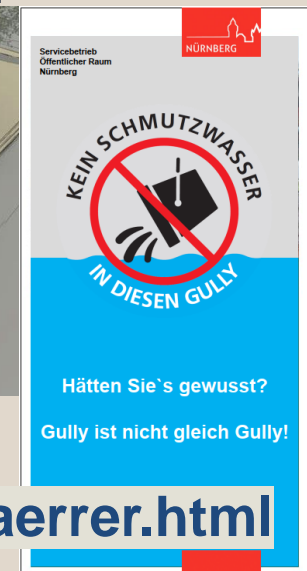 NÜRNBERG
Servicebetrieb
Öffentlicher Raum
Nürnberg
KEIN SCHMUTZWASSER
IN DIESEN GULLY
Hätten Sie`s gewusst?
Gully ist nicht gleich Gully!
aerrer.html